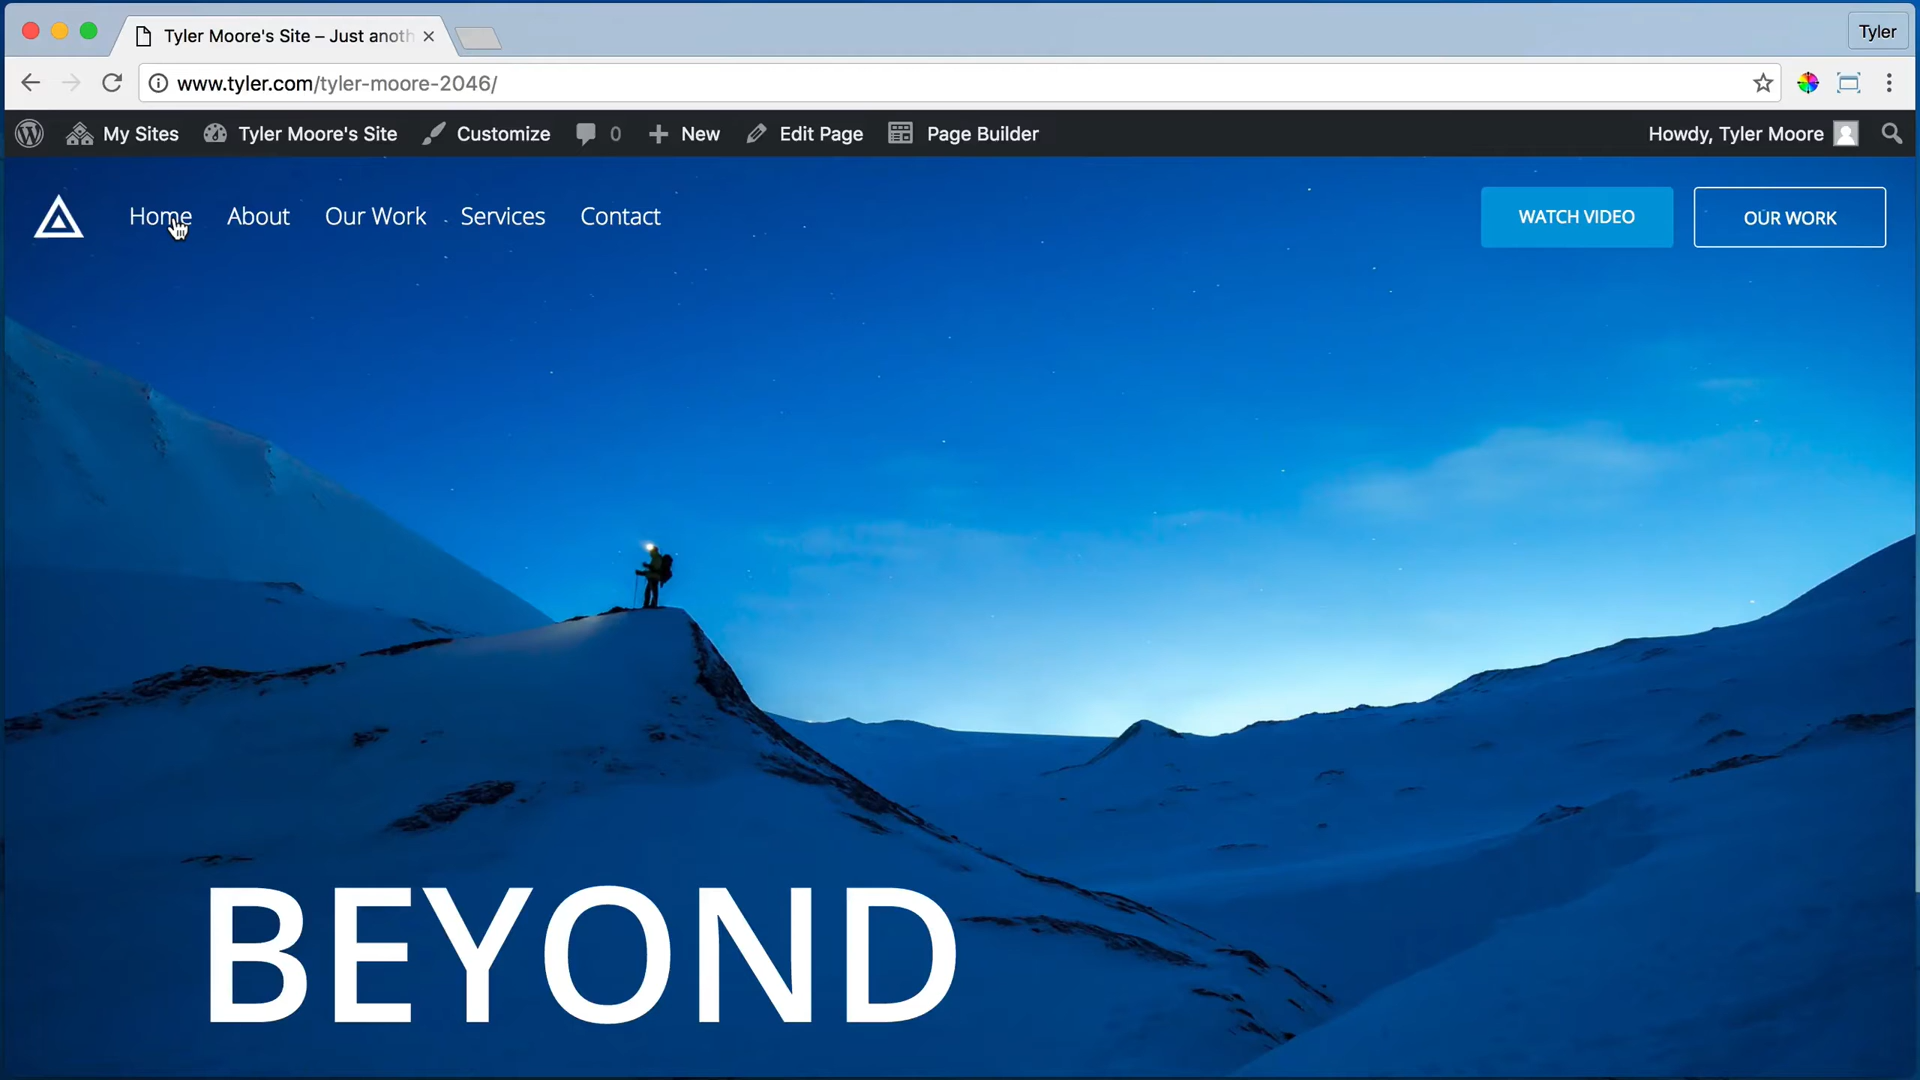 Tyler Moore's Site – Just anoth
Tyler
www.tyler.com/tyler-moore-2046/
My Sites Tyler Moore's Site Customize 0 New Edit Page Page Builder Howdy, Tyler Moore
Home About Our Work Services Contact WATCH VIDEO OUR WORK
BEYOND